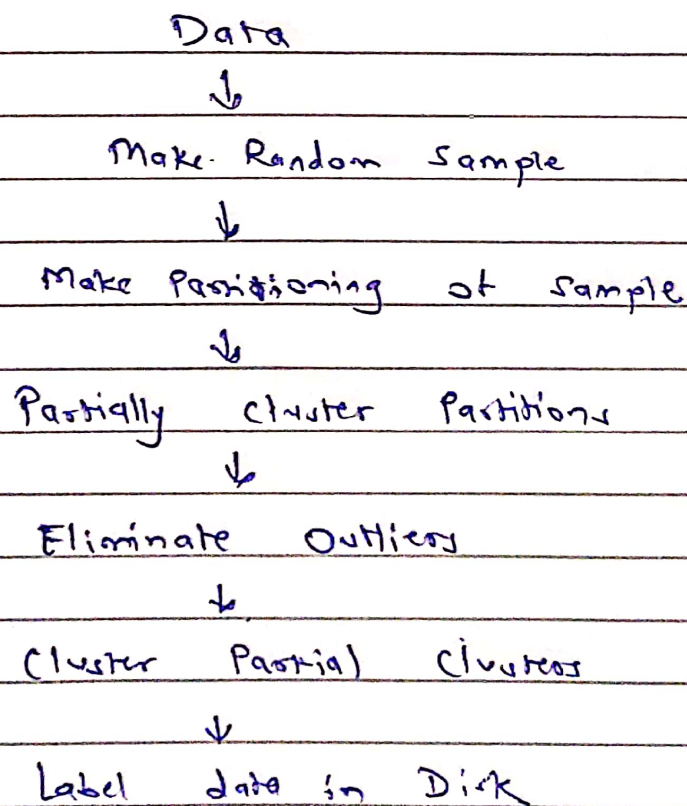 Data
↓
Make Random Sample
↓
Make Partitioning of Sample
↓
Partially Cluster Partitions
↓
Eliminate Outliers
↓
Cluster Partial Clusters
↓
Label data in Disk